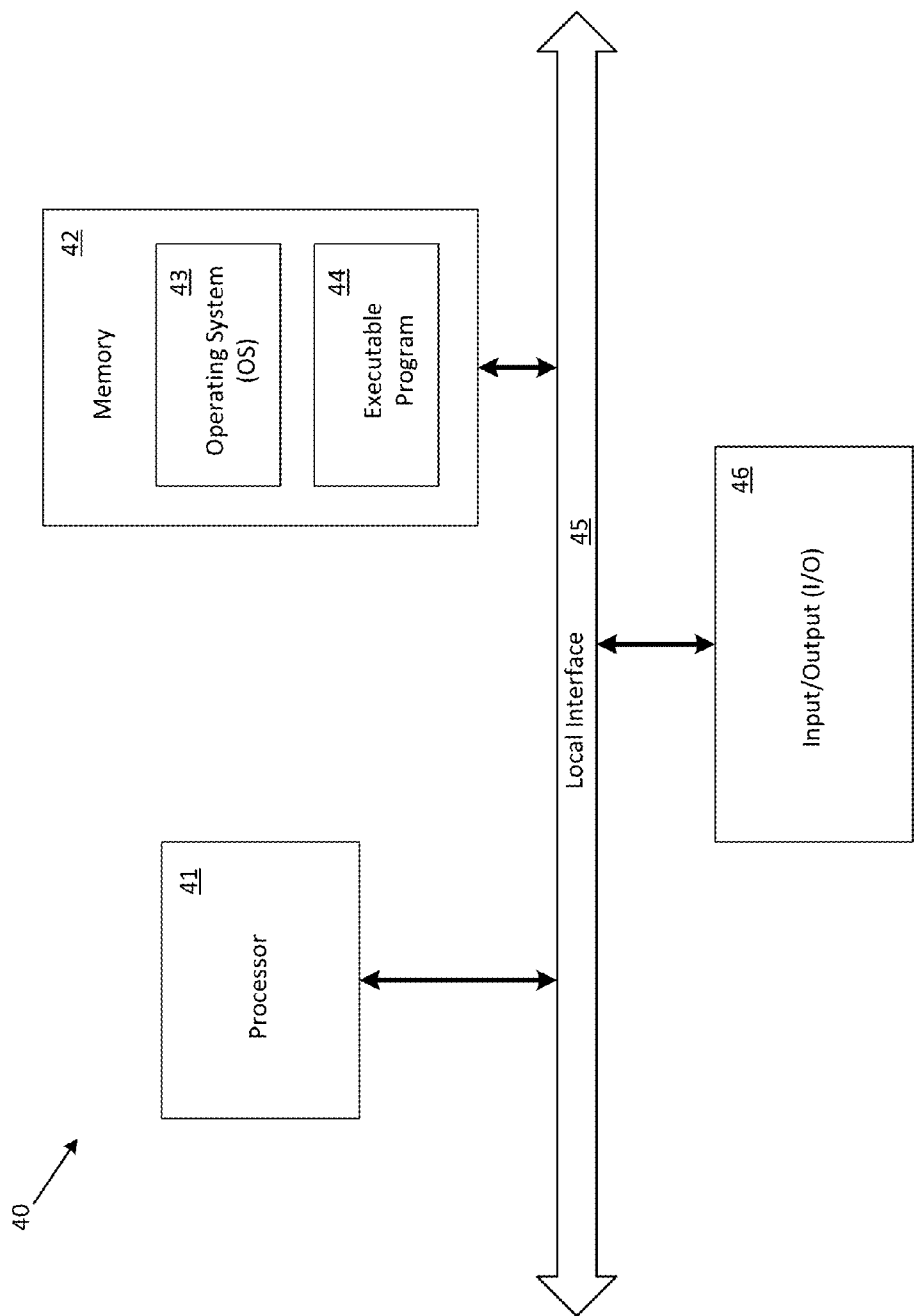 40
Processor
41
Memory
42
Operating System
(OS)
43
Executable
Program
44
Local Interface
45
Input/Output (I/O)
46